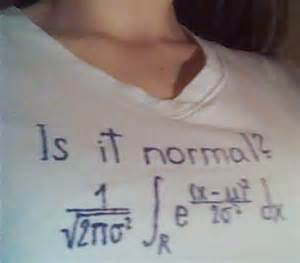 Is it normal?
1/√(2πσ²) ∫_R e^((x-μ)²/2σ²) dx